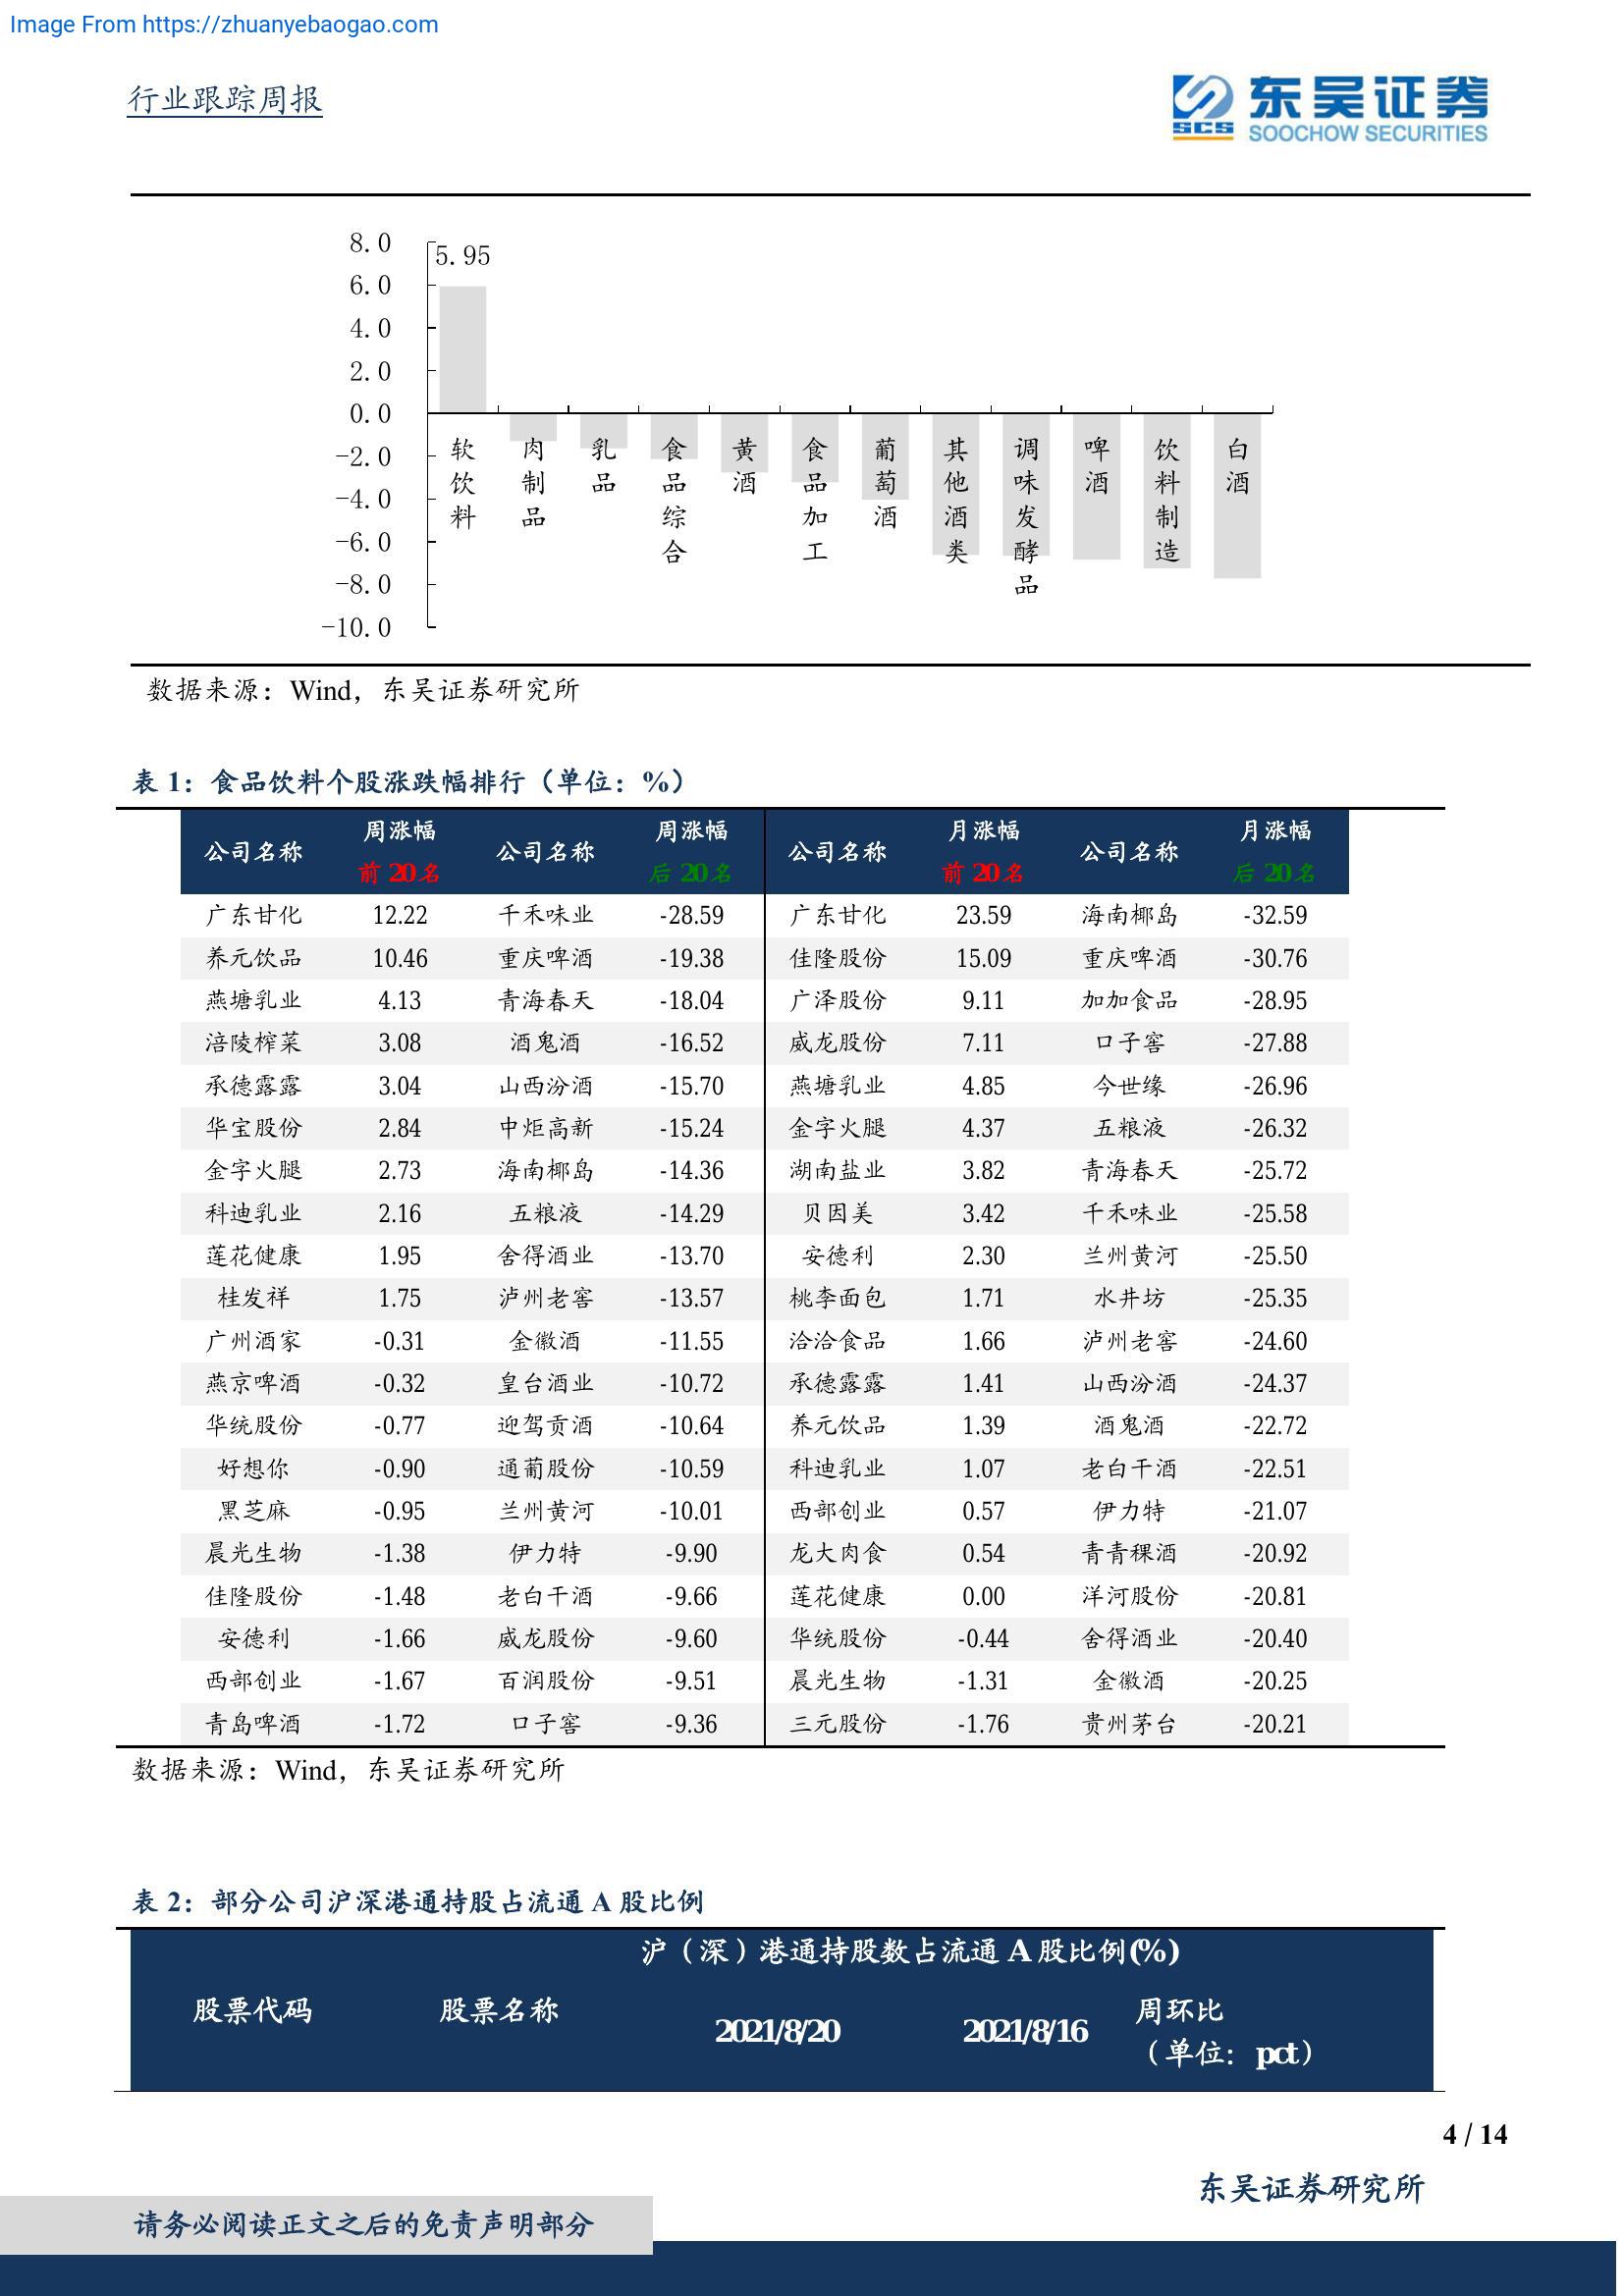 Image From https://zhuanyebaogao.com
行业跟踪周报
东吴证券
SCS SOOCHOW SECURITIES
8.0
6.0
4.0
2.0
0.0
-2.0
-4.0
-6.0
-8.0
-10.0
5.95
软饮料
肉制品
乳品
食品综合
黄酒
食品加工
葡萄酒
其他酒类
调味发酵品
啤酒
饮料制造
白酒
数据来源：Wind，东吴证券研究所
表 1：食品饮料个股涨跌幅排行（单位：%）
公司名称 周涨幅 前 20 名 公司名称 周涨幅 后 20 名 公司名称 月涨幅 前 20 名 公司名称 月涨幅 后 20 名
广东甘化 12.22 千禾味业 -28.59 广东甘化 23.59 海南椰岛 -32.59
养元饮品 10.46 重庆啤酒 -19.38 佳隆股份 15.09 重庆啤酒 -30.76
燕塘乳业 4.13 青海春天 -18.04 广泽股份 9.11 加加食品 -28.95
涪陵榨菜 3.08 酒鬼酒 -16.52 威龙股份 7.11 口子窖 -27.88
承德露露 3.04 山西汾酒 -15.70 燕塘乳业 4.85 今世缘 -26.96
华宝股份 2.84 中炬高新 -15.24 金字火腿 4.37 五粮液 -26.32
金字火腿 2.73 海南椰岛 -14.36 湖南盐业 3.82 青海春天 -25.72
科迪乳业 2.16 五粮液 -14.29 贝因美 3.42 千禾味业 -25.58
莲花健康 1.95 舍得酒业 -13.70 安德利 2.30 兰州黄河 -25.50
桂发祥 1.75 泸州老窖 -13.57 桃李面包 1.71 水井坊 -25.35
广州酒家 -0.31 金徽酒 -11.55 洽洽食品 1.66 泸州老窖 -24.60
燕京啤酒 -0.32 皇台酒业 -10.72 承德露露 1.41 山西汾酒 -24.37
华统股份 -0.77 迎驾贡酒 -10.64 养元饮品 1.39 酒鬼酒 -22.72
好想你 -0.90 通葡股份 -10.59 科迪乳业 1.07 老白干酒 -22.51
黑芝麻 -0.95 兰州黄河 -10.01 西部创业 0.57 伊力特 -21.07
晨光生物 -1.38 伊力特 -9.90 龙大肉食 0.54 青青稞酒 -20.92
佳隆股份 -1.48 老白干酒 -9.66 莲花健康 0.00 洋河股份 -20.81
安德利 -1.66 威龙股份 -9.60 华统股份 -0.44 舍得酒业 -20.40
西部创业 -1.67 百润股份 -9.51 晨光生物 -1.31 金徽酒 -20.25
青岛啤酒 -1.72 口子窖 -9.36 三元股份 -1.76 贵州茅台 -20.21
数据来源：Wind，东吴证券研究所
表 2：部分公司沪深港通持股占流通 A 股比例
沪（深）港通持股数占流通 A 股比例(%)
股票代码 股票名称 2021/8/20 2021/8/16 周环比
（单位：pct）
4 / 14
东吴证券研究所
请务必阅读正文之后的免责声明部分